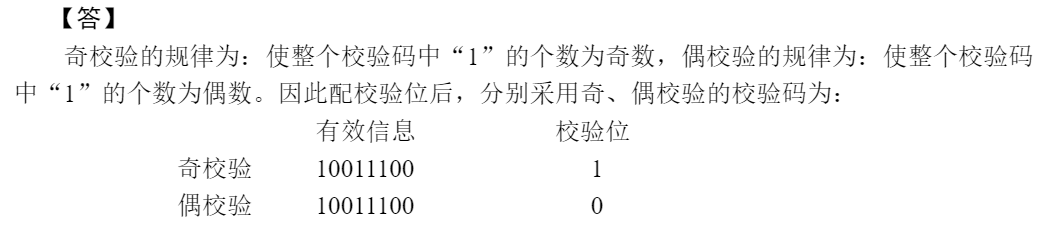 【答】
奇校验的规律为：使整个校验码中“1”的个数为奇数，偶校验的规律为：使整个校验码
中“1”的个数为偶数。因此配校验位后，分别采用奇、偶校验的校验码为：
有效信息 校验位
奇校验 10011100 1
偶校验 10011100 0